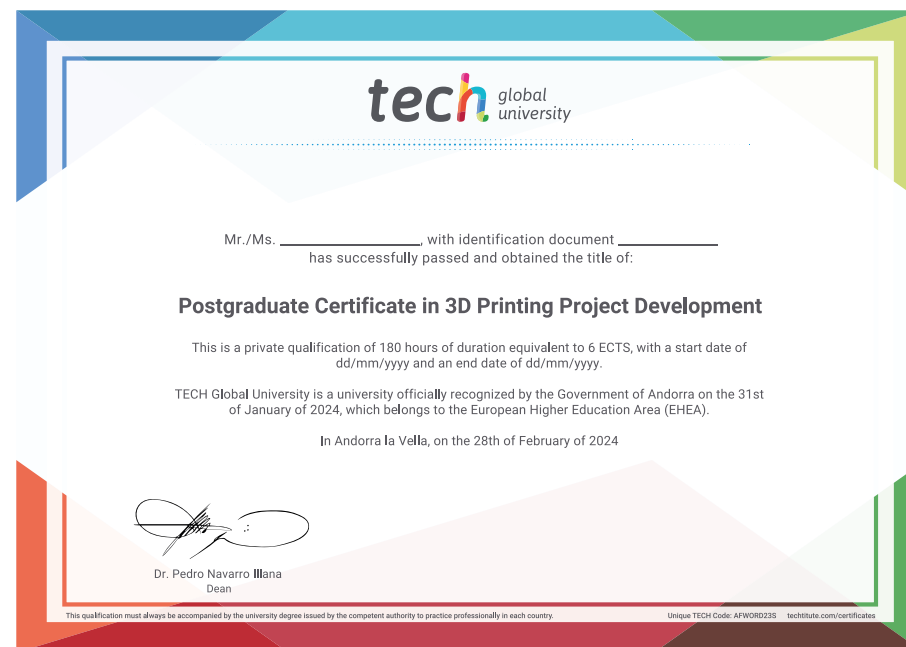 tech global
university
Mr./Ms. ____________, with identification document ____________
has successfully passed and obtained the title of:
Postgraduate Certificate in 3D Printing Project Development
This is a private qualification of 180 hours of duration equivalent to 6 ECTS, with a start date of
dd/mm/yyyy and an end date of dd/mm/yyyy.
TECH Global University is a university officially recognized by the Government of Andorra on the 31st
of January of 2024, which belongs to the European Higher Education Area (EHEA).
In Andorra la Vella, on the 28th of February of 2024
Dr. Pedro Navarro Illana
Dean
This qualification must always be accompanied by the university degree issued by the competent authority to practice professionally in each country. Unique TECH Code: AFWORD23S techtitute.com/certificates